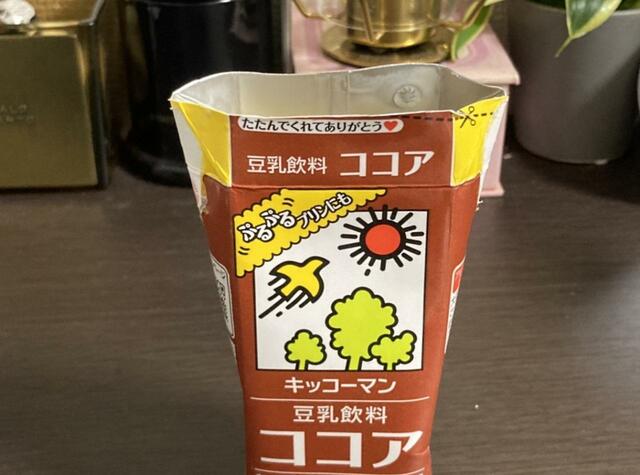 たたんでくれてありがとう
豆乳飲料 ココア
ぷるぷるプリンにも
キッコーマン
豆乳飲料
ココア